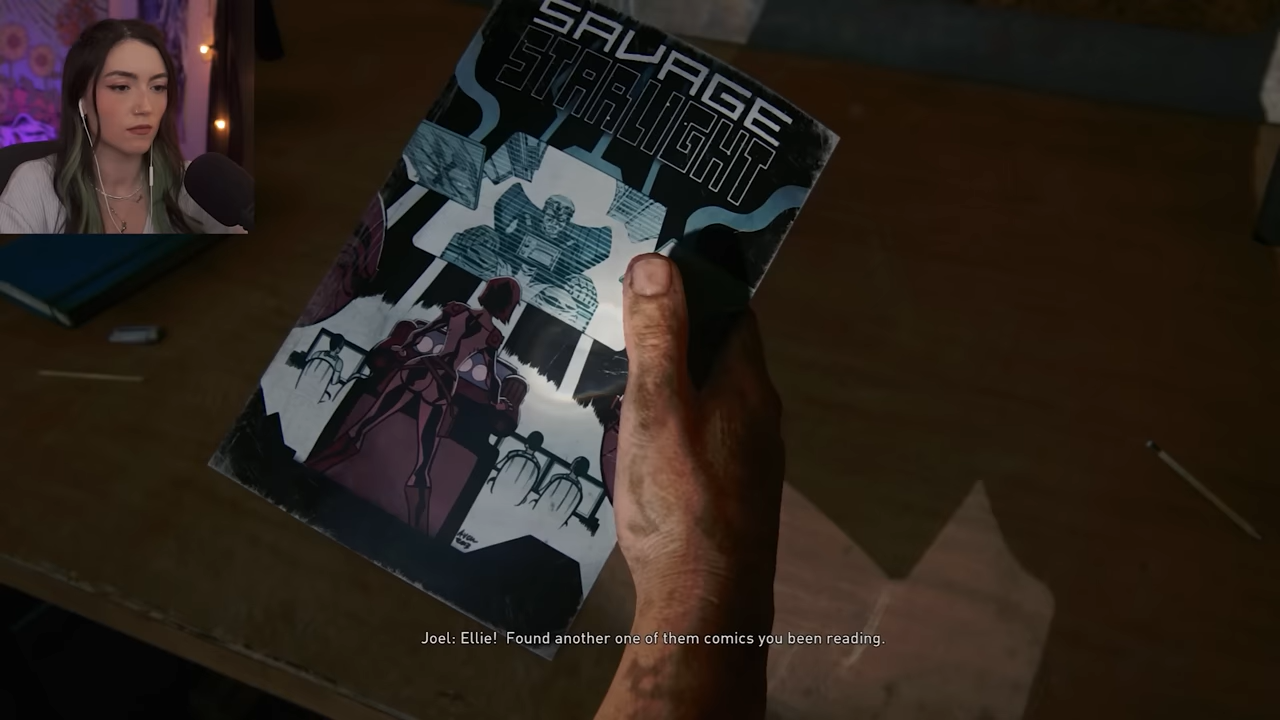 SAVAGE
STARLIGHT
Joel: Ellie! Found another one of them comics you been reading.